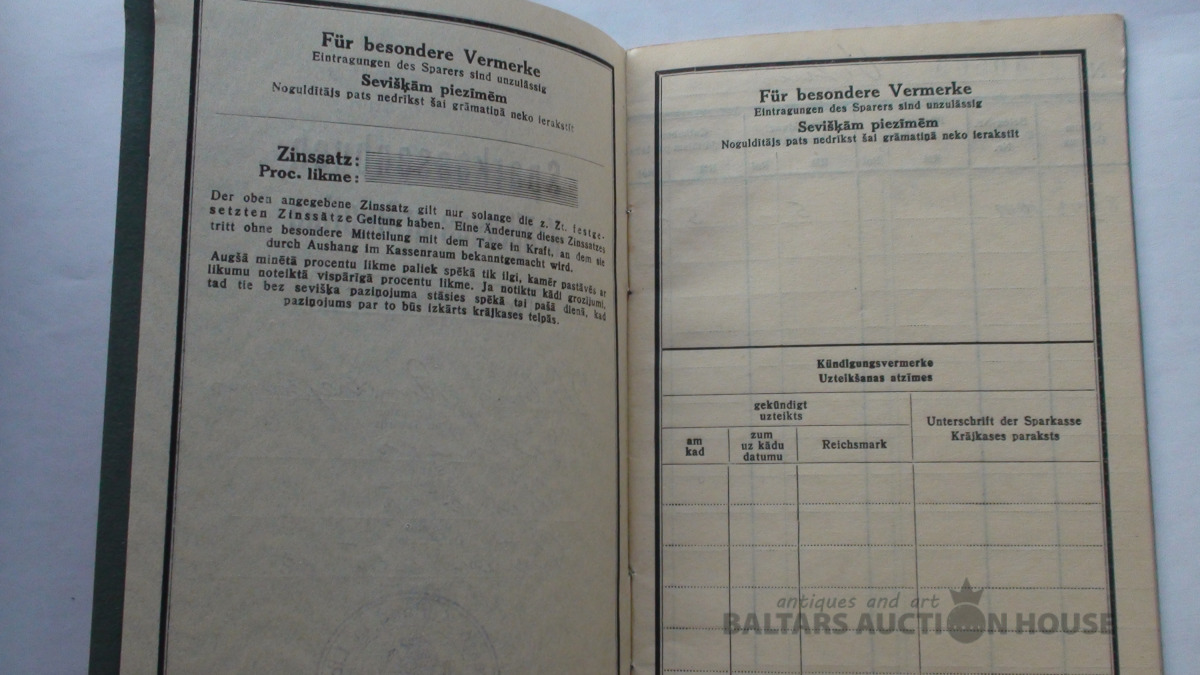 Für besondere Vermerke
Eintragungen des Sparers sind unzulässig
Sevišķām piezīmēm
Noguldītājs pats nedrīkst šai grāmatiņā neko ierakstīt
Zinssatz:
Proc. likme:
Der oben angegebene Zinssatz gilt nur solange die z. Zt. festge-
setzten Zinssätze Geltung haben. Eine Änderung dieses Zinssatzes
tritt ohne besondere Mitteilung mit dem Tage in Kraft, an dem sie
durch Aushang im Kassenraum bekanntgemacht wird.
Augšā minētā procentu likme paliek spēkā tik ilgi, kamēr pastāvēs ar
likumu noteiktā vispārīgā procentu likme. Ja notiktu kādi grozījumi,
tad tie bez sevišķa paziņojuma stāsies spēkā tai pašā dienā, kad
paziņojums par to būs izkārts krājkases telpās.
Für besondere Vermerke
Eintragungen des Sparers sind unzulässig
Sevišķām piezīmēm
Noguldītājs pats nedrīkst šai grāmatiņā neko ierakstīt
Kündigungsvermerke
Uzteikšanas atzīmes
gekündigt
uzteikts
Unterschrift der Sparkasse
Krājkases paraksts
am
kad
zum
uz kādu
datumu
Reichsmark
antiques and art
BALTARS AUCTION HOUSE